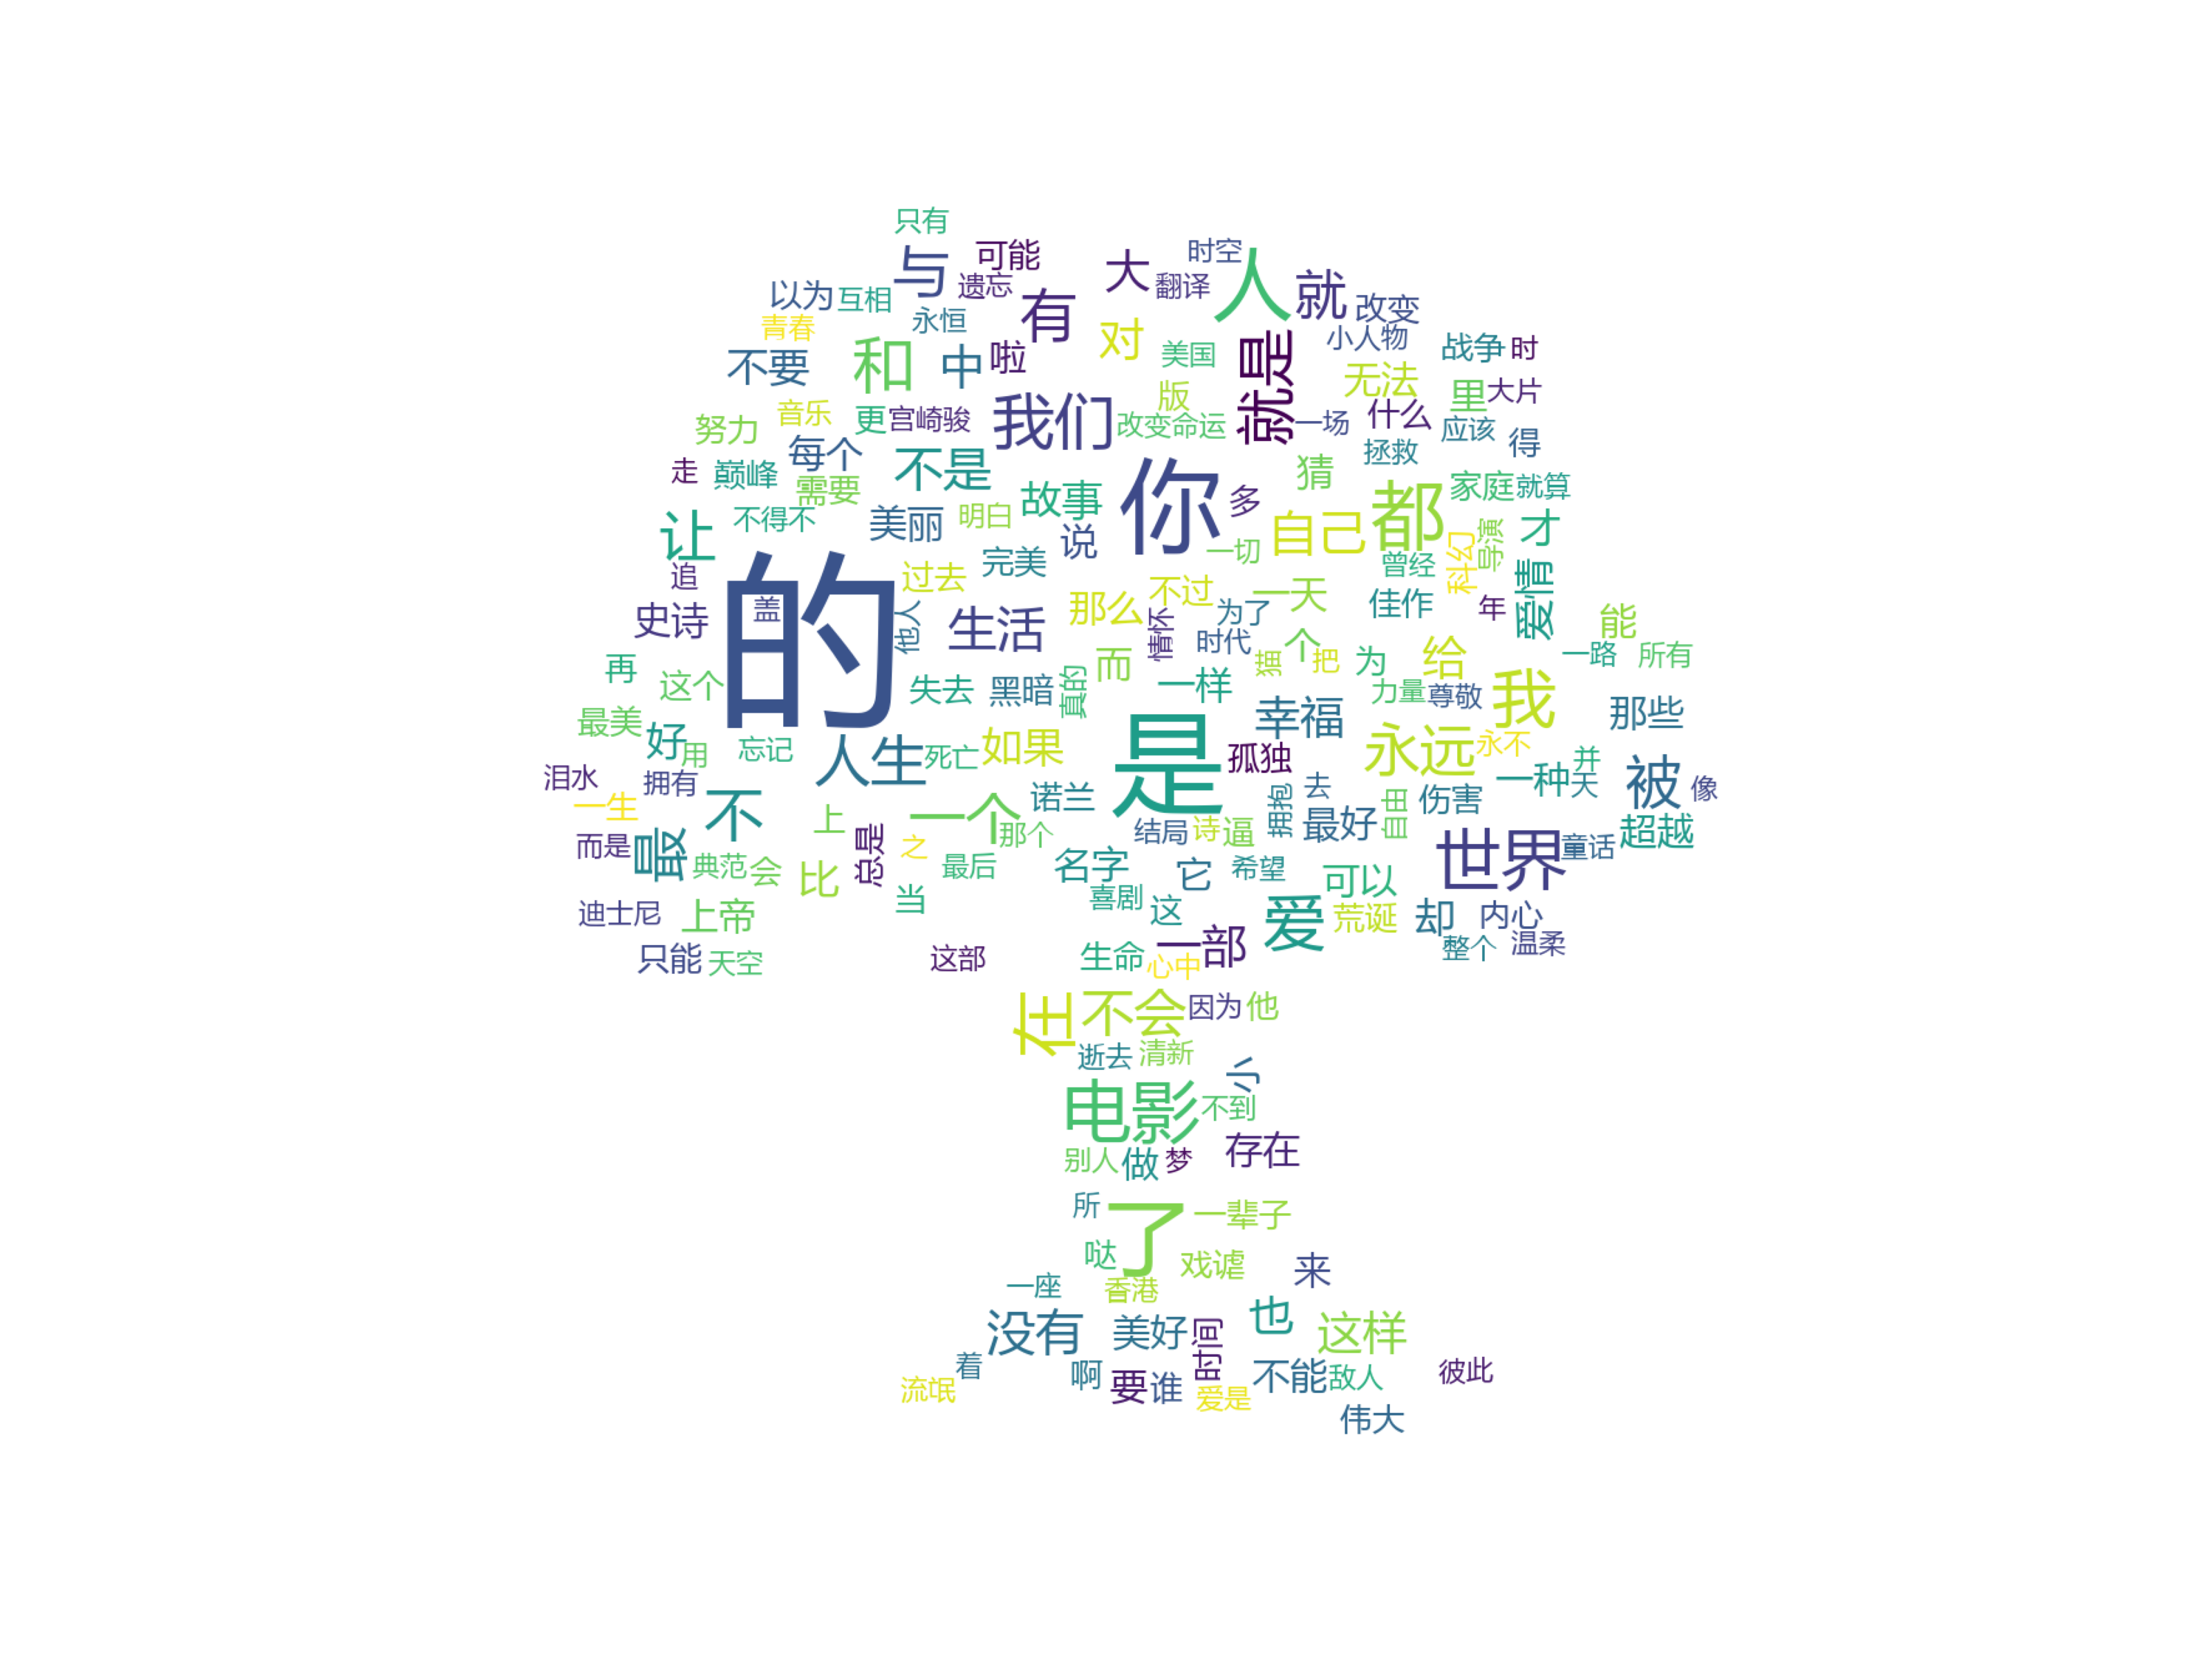 只有
与
可能
大
时空
人
就
以为
互相
遗忘
有
翻译
改变
青春
永恒
对
小人物
不要
和
中
啦
美国
就是
战争
时
无法
里
大片
努力
音乐
更
宫崎骏
我们
版
改变命运
一场
什么
应该
得
走
巅峰
每个
需要
不是
故事
你
多
猜
拯救
家庭
就算
让
不得不
美丽
明白
说
一切
自己
都
科幻
导演
才
追
的
盖
过去
完美
那么
不过
一天
曾经
佳作
年
爱情
史诗
他人
生活
情怀
为了
时代
个
给
能
再
这个
失去
黑暗
真的
而
一样
猫
把
为
力量
尊敬
我
一路
所有
最美
好
用
忘记
人生
死亡
如果
是
幸福
孤独
永远
永不
那些
泪水
拥有
一生
不
上
一个
那个
诺兰
结局
诗
逼
拥抱
去
最好
自由
伤害
一种
天
并
被
像
而是
最
典范
会
比
总是
之
最后
名字
它
希望
可以
世界
童话
超越
迪士尼
上帝
当
喜剧
这
爱
荒诞
却
内心
只能
天空
这部
生命
一部
心中
整个
温柔
在
不会
因为
他
逝去
清新
小
电影
不到
别人
做
梦
存在
所
了
一辈子
哒
戏谑
来
一座
香港
没有
美好
时间
也
这样
着
啊
要
谁
不能
敌人
彼此
流氓
爱是
伟大